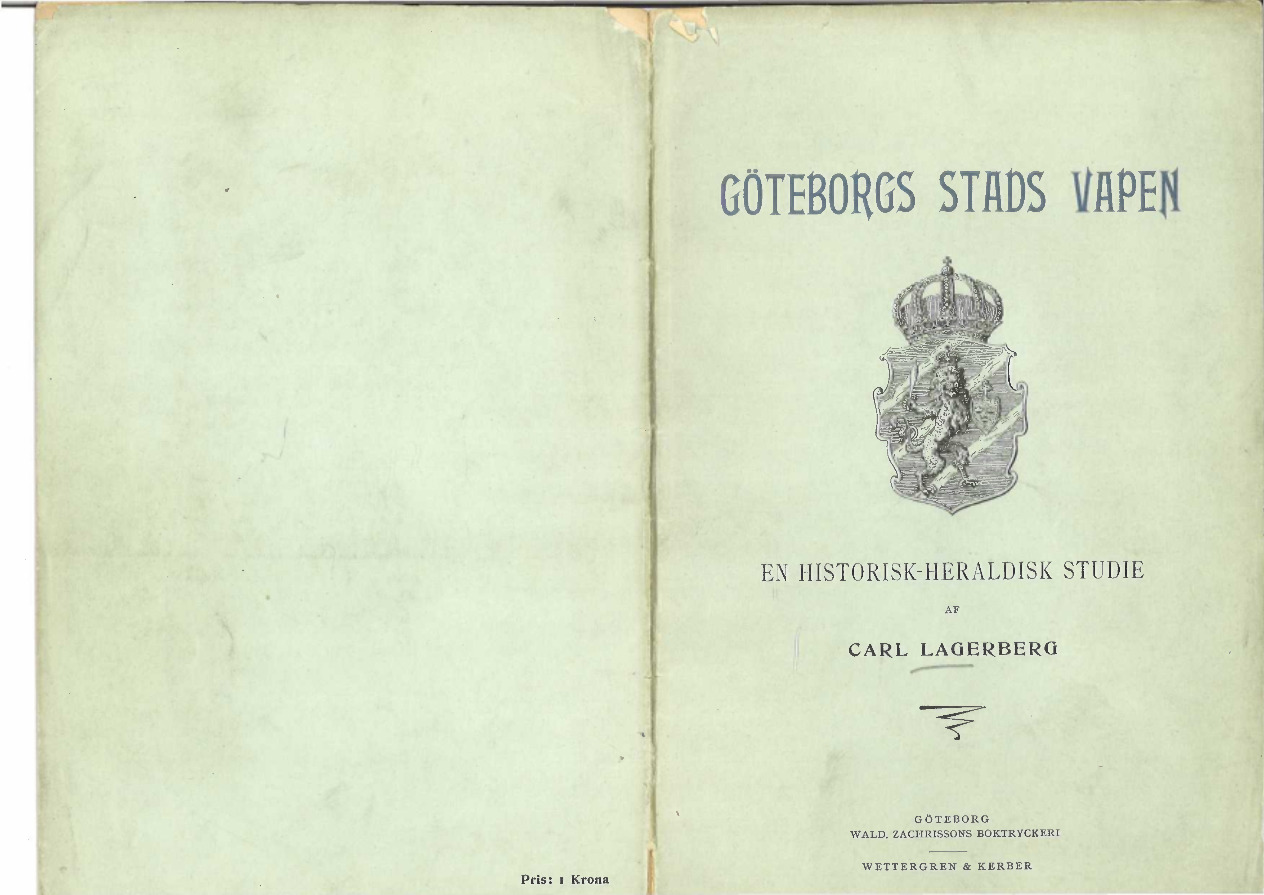 GÖTEBORGS STADS VAPEN
EN HISTORISK-HERALDISK STUDIE
AF
CARL LAGERBERG
GÖTEBORG
WALD. ZACHRISSONS BOKTRYCKERI
WETTERGREN & KERBER
Pris: 1 Krona